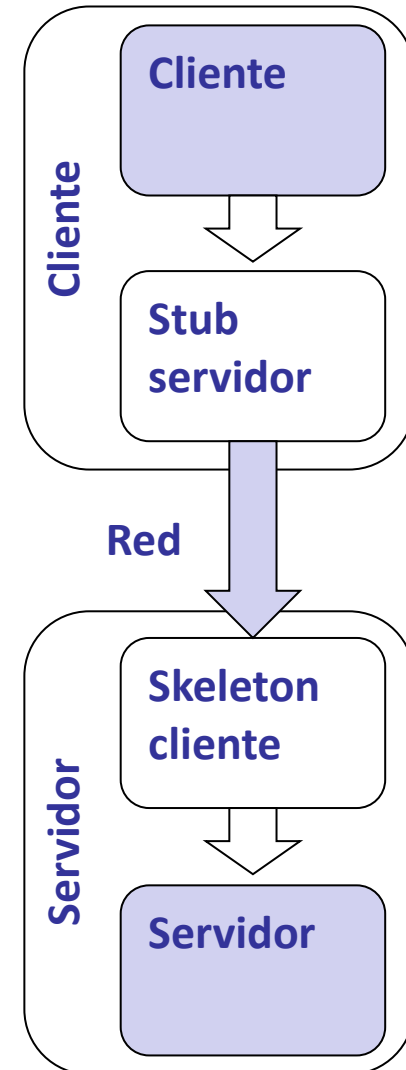 Cliente
Cliente
Stub
servidor
Red
Servidor
Skeleton
cliente
Servidor